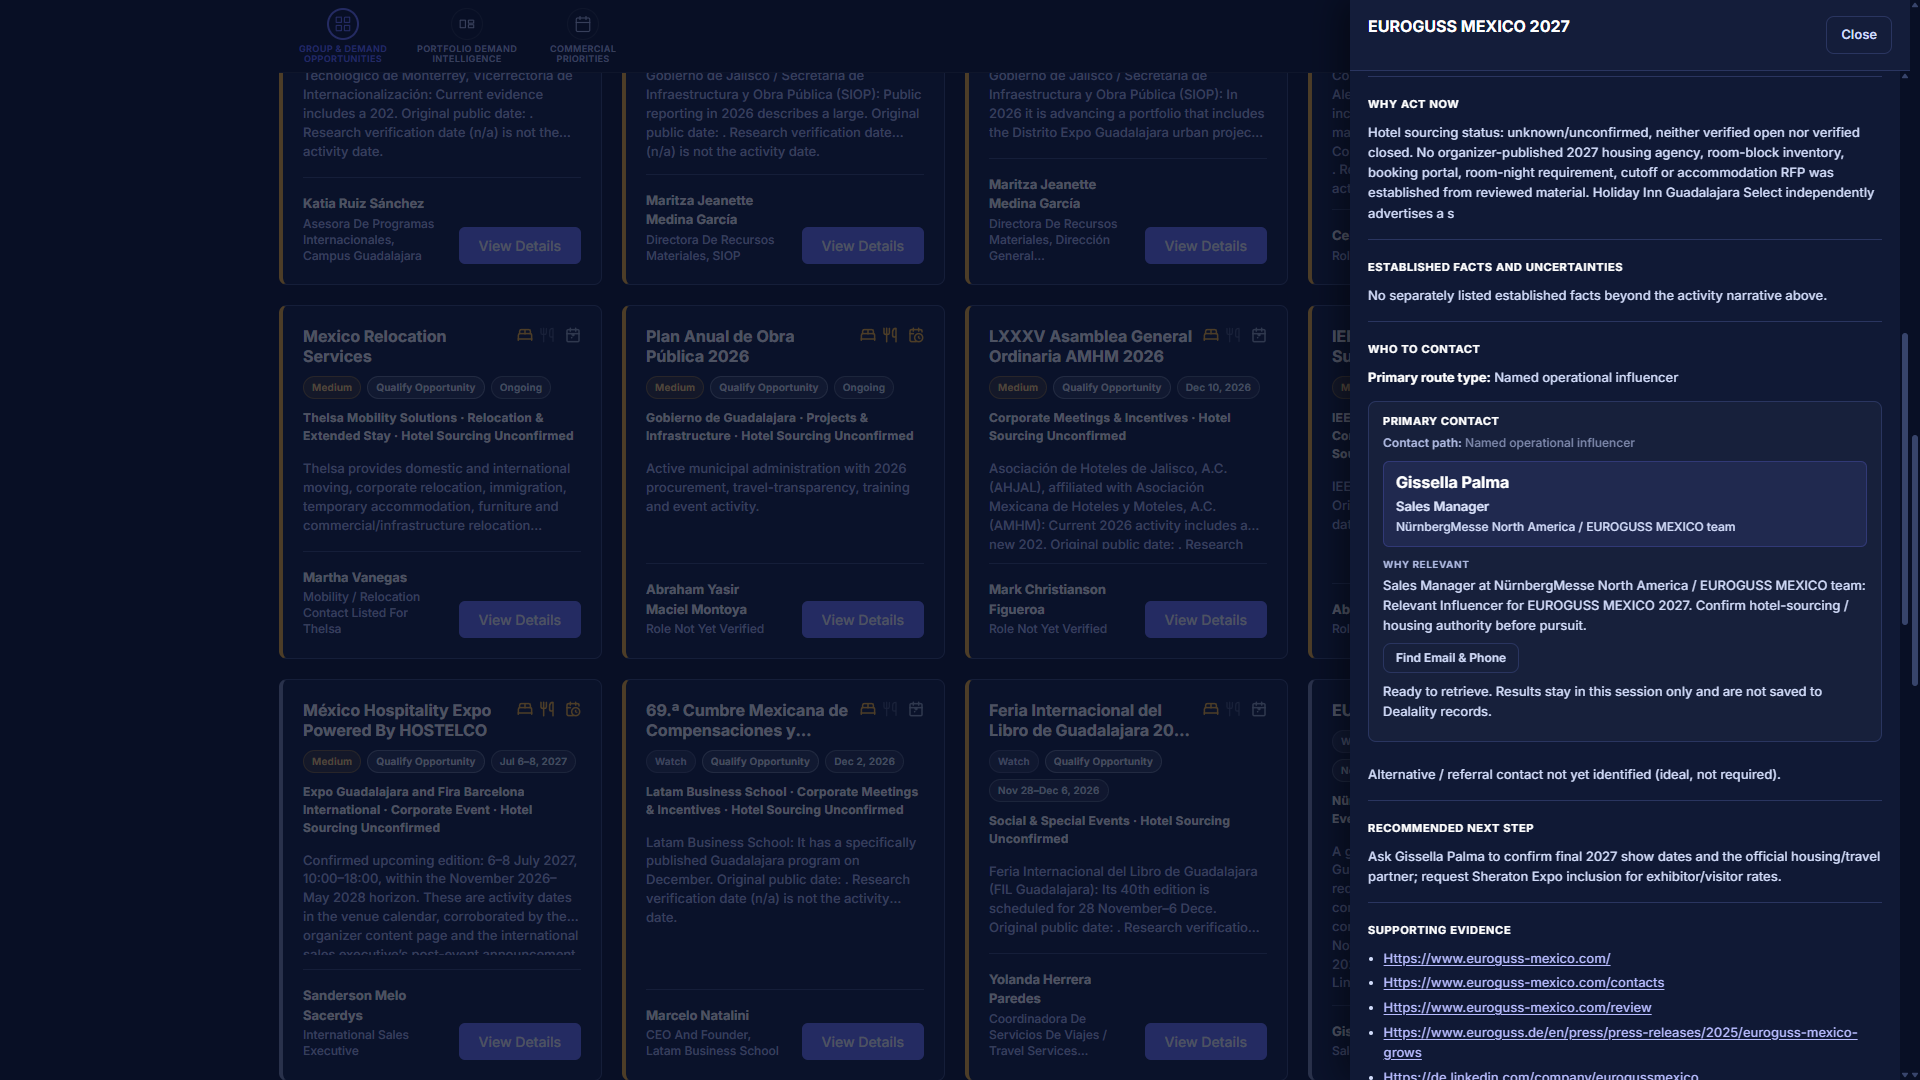 GROUP & DEMAND
OPPORTUNITIES
PORTFOLIO DEMAND
INTELLIGENCE
COMMERCIAL
PRIORITIES
Tecnológico de Monterrey, Vicerrectoría de
Internacionalización: Current evidence
includes a 202. Original public date: .
Research verification date (n/a) is not the...
activity date.
Katia Ruiz Sánchez
Asesora De Programas
Internacionales,
Campus Guadalajara
View Details
Gobierno de Jalisco / Secretaría de
Infraestructura y Obra Pública (SIOP): Public
reporting in 2026 describes a large. Original
public date: . Research verification date...
(n/a) is not the activity date.
Maritza Jeanette
Medina García
Directora De Recursos
Materiales, SIOP
View Details
Gobierno de Jalisco / Secretaría de
Infraestructura y Obra Pública (SIOP): In
2026 it is advancing a portfolio that includes
the Distrito Expo Guadalajara urban projec...
Maritza Jeanette
Medina García
Directora De Recursos
Materiales, Dirección
General...
View Details
Mexico Relocation
Services
Medium
Qualify Opportunity
Ongoing
Thelsa Mobility Solutions · Relocation &
Extended Stay · Hotel Sourcing Unconfirmed
Thelsa provides domestic and international
moving, corporate relocation, immigration,
temporary accommodation, furniture and
commercial/infrastructure relocation...
Martha Vanegas
Mobility / Relocation
Contact Listed For
Thelsa
View Details
Plan Anual de Obra
Pública 2026
Medium
Qualify Opportunity
Ongoing
Gobierno de Guadalajara · Projects &
Infrastructure · Hotel Sourcing Unconfirmed
Active municipal administration with 2026
procurement, travel-transparency, training
and event activity.
Abraham Yasir
Maciel Montoya
Role Not Yet Verified
View Details
LXXXV Asamblea General
Ordinaria AMHM 2026
Medium
Qualify Opportunity
Dec 10, 2026
Corporate Meetings & Incentives · Hotel
Sourcing Unconfirmed
Asociación de Hoteles de Jalisco, A.C.
(AHJAL), affiliated with Asociación
Mexicana de Hoteles y Moteles, A.C.
(AMHM): Current 2026 activity includes a...
new 202. Original public date: . Research
Mark Christianson
Figueroa
Role Not Yet Verified
View Details
México Hospitality Expo
Powered By HOSTELCO
Medium
Qualify Opportunity
Jul 6–8, 2027
Expo Guadalajara and Fira Barcelona
International · Corporate Event · Hotel
Sourcing Unconfirmed
Confirmed upcoming edition: 6–8 July 2027,
10:00–18:00, within the November 2026–
May 2028 horizon. These are activity dates
in the venue calendar, corroborated by the...
organizer content page and the international
sales executive's post-event announcement
Sanderson Melo
Sacerdys
International Sales
Executive
View Details
69.ª Cumbre Mexicana de
Compensaciones y...
Watch
Qualify Opportunity
Dec 2, 2026
Latam Business School · Corporate Meetings
& Incentives · Hotel Sourcing Unconfirmed
Latam Business School: It has a specifically
published Guadalajara program on
December. Original public date: . Research
verification date (n/a) is not the activity...
date.
Marcelo Natalini
CEO And Founder,
Latam Business School
View Details
Feria Internacional del
Libro de Guadalajara 20...
Watch
Qualify Opportunity
Nov 28–Dec 6, 2026
Social & Special Events · Hotel Sourcing
Unconfirmed
Feria Internacional del Libro de Guadalajara
(FIL Guadalajara): Its 40th edition is
scheduled for 28 November–6 Dece.
Original public date: . Research verificatio...
Yolanda Herrera
Paredes
Coordinadora De
Servicios De Viajes /
Travel Services...
View Details
EUROGUSS MEXICO 2027
Close
WHY ACT NOW
Hotel sourcing status: unknown/unconfirmed, neither verified open nor verified
closed. No organizer-published 2027 housing agency, room-block inventory,
booking portal, room-night requirement, cutoff or accommodation RFP was
established from reviewed material. Holiday Inn Guadalajara Select independently
advertises a s
ESTABLISHED FACTS AND UNCERTAINTIES
No separately listed established facts beyond the activity narrative above.
WHO TO CONTACT
Primary route type: Named operational influencer
PRIMARY CONTACT
Contact path: Named operational influencer
Gissella Palma
Sales Manager
NürnbergMesse North America / EUROGUSS MEXICO team
WHY RELEVANT
Sales Manager at NürnbergMesse North America / EUROGUSS MEXICO team:
Relevant Influencer for EUROGUSS MEXICO 2027. Confirm hotel-sourcing /
housing authority before pursuit.
Find Email & Phone
Ready to retrieve. Results stay in this session only and are not saved to
Deality records.
Alternative / referral contact not yet identified (ideal, not required).
RECOMMENDED NEXT STEP
Ask Gissella Palma to confirm final 2027 show dates and the official housing/travel
partner; request Sheraton Expo inclusion for exhibitor/visitor rates.
SUPPORTING EVIDENCE
Https://www.euroguss-mexico.com/
Https://www.euroguss-mexico.com/contacts
Https://www.euroguss-mexico.com/review
Https://www.euroguss.de/en/press/press-releases/2025/euroguss-mexico-
grows
Https://de.linkedin.com/company/eurogussmexico